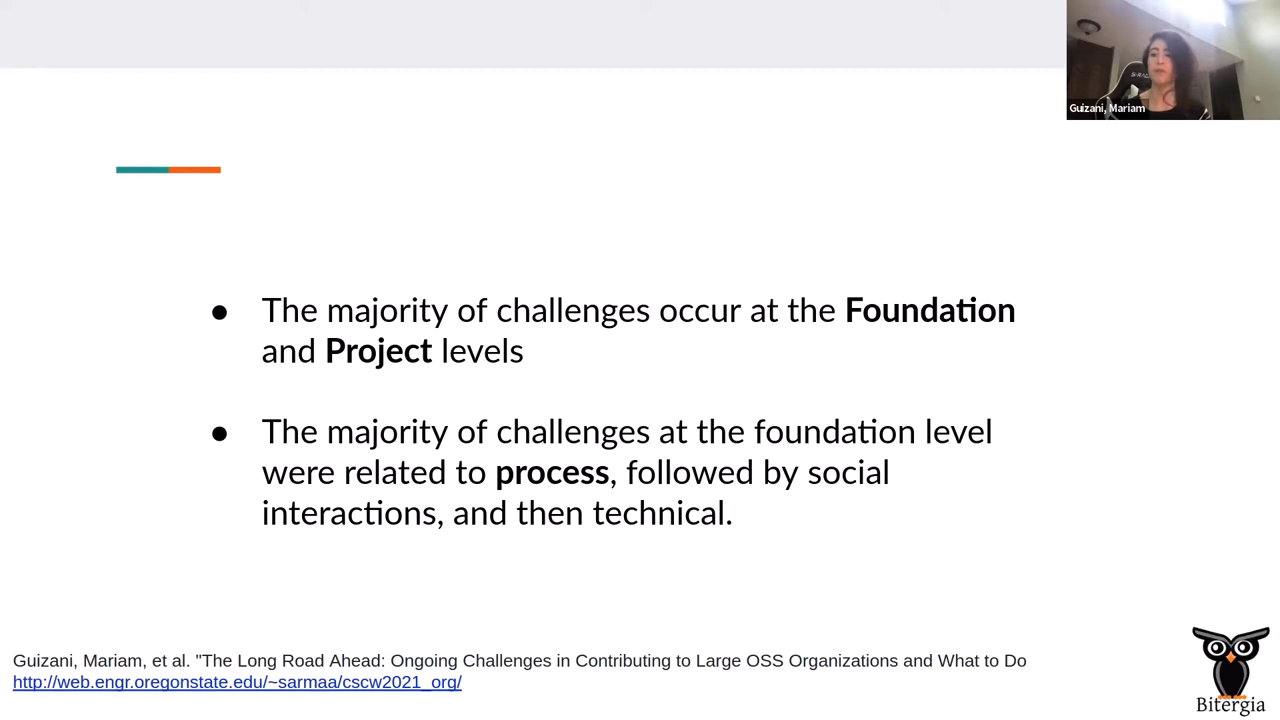 Guizani, Mariam
● The majority of challenges occur at the Foundation
and Project levels
● The majority of challenges at the foundation level
were related to process, followed by social
interactions, and then technical.
Guizani, Mariam, et al. "The Long Road Ahead: Ongoing Challenges in Contributing to Large OSS Organizations and What to Do
http://web.engr.oregonstate.edu/~sarmaa/cscw2021_org/
Bitergia